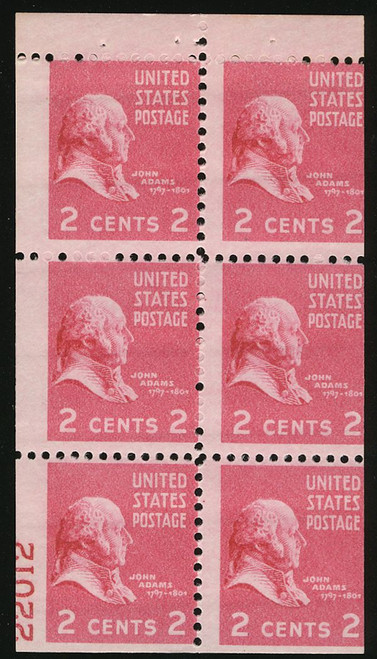 UNITED
STATES
POSTAGE
JOHN
ADAMS
1797-1801
2 CENTS 2
UNITED
STATES
POSTAGE
JOHN
ADAMS
1797-1801
2 CENTS 2
UNITED
STATES
POSTAGE
JOHN
ADAMS
1797-1801
2 CENTS 2
UNITED
STATES
POSTAGE
JOHN
ADAMS
1797-1801
2 CENTS 2
UNITED
STATES
POSTAGE
JOHN
ADAMS
1797-1801
2 CENTS 2
UNITED
STATES
POSTAGE
JOHN
ADAMS
1797-1801
2 CENTS 2
22012